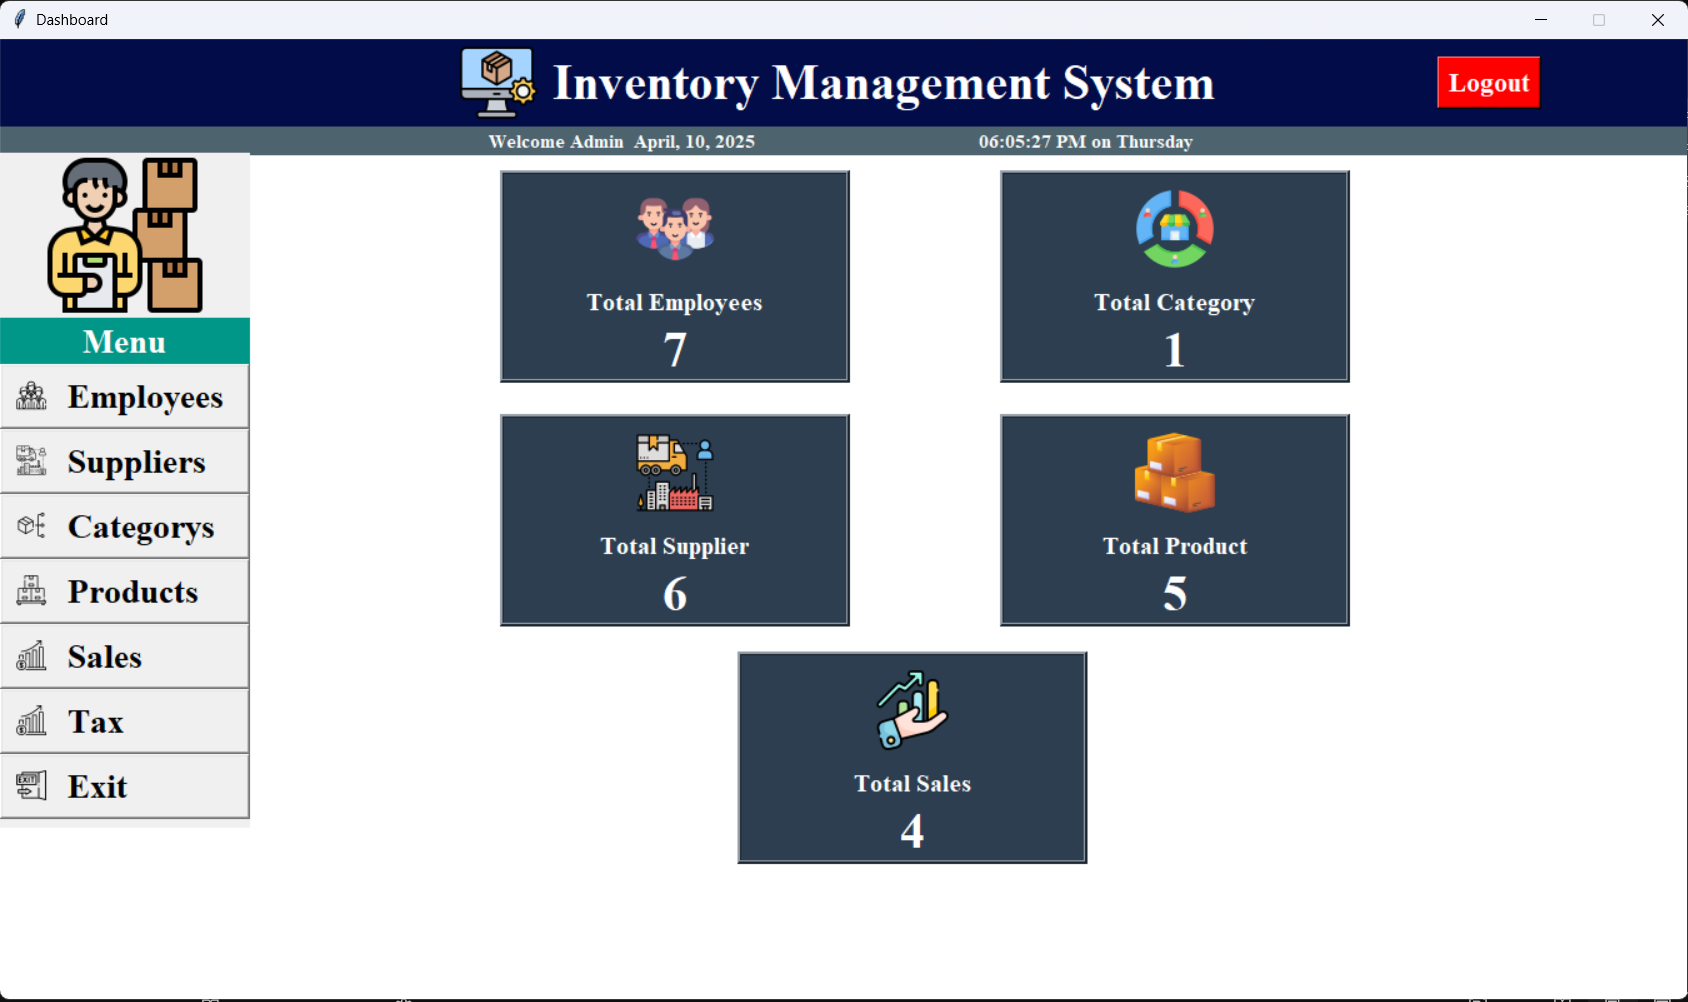 Dashboard
Inventory Management System
Logout
Welcome Admin April, 10, 2025
06:05:27 PM on Thursday
Menu
Employees
Suppliers
Categorys
Products
Sales
Tax
EXIT
Exit
Total Employees
7
Total Category
1
Total Supplier
6
Total Product
5
Total Sales
4